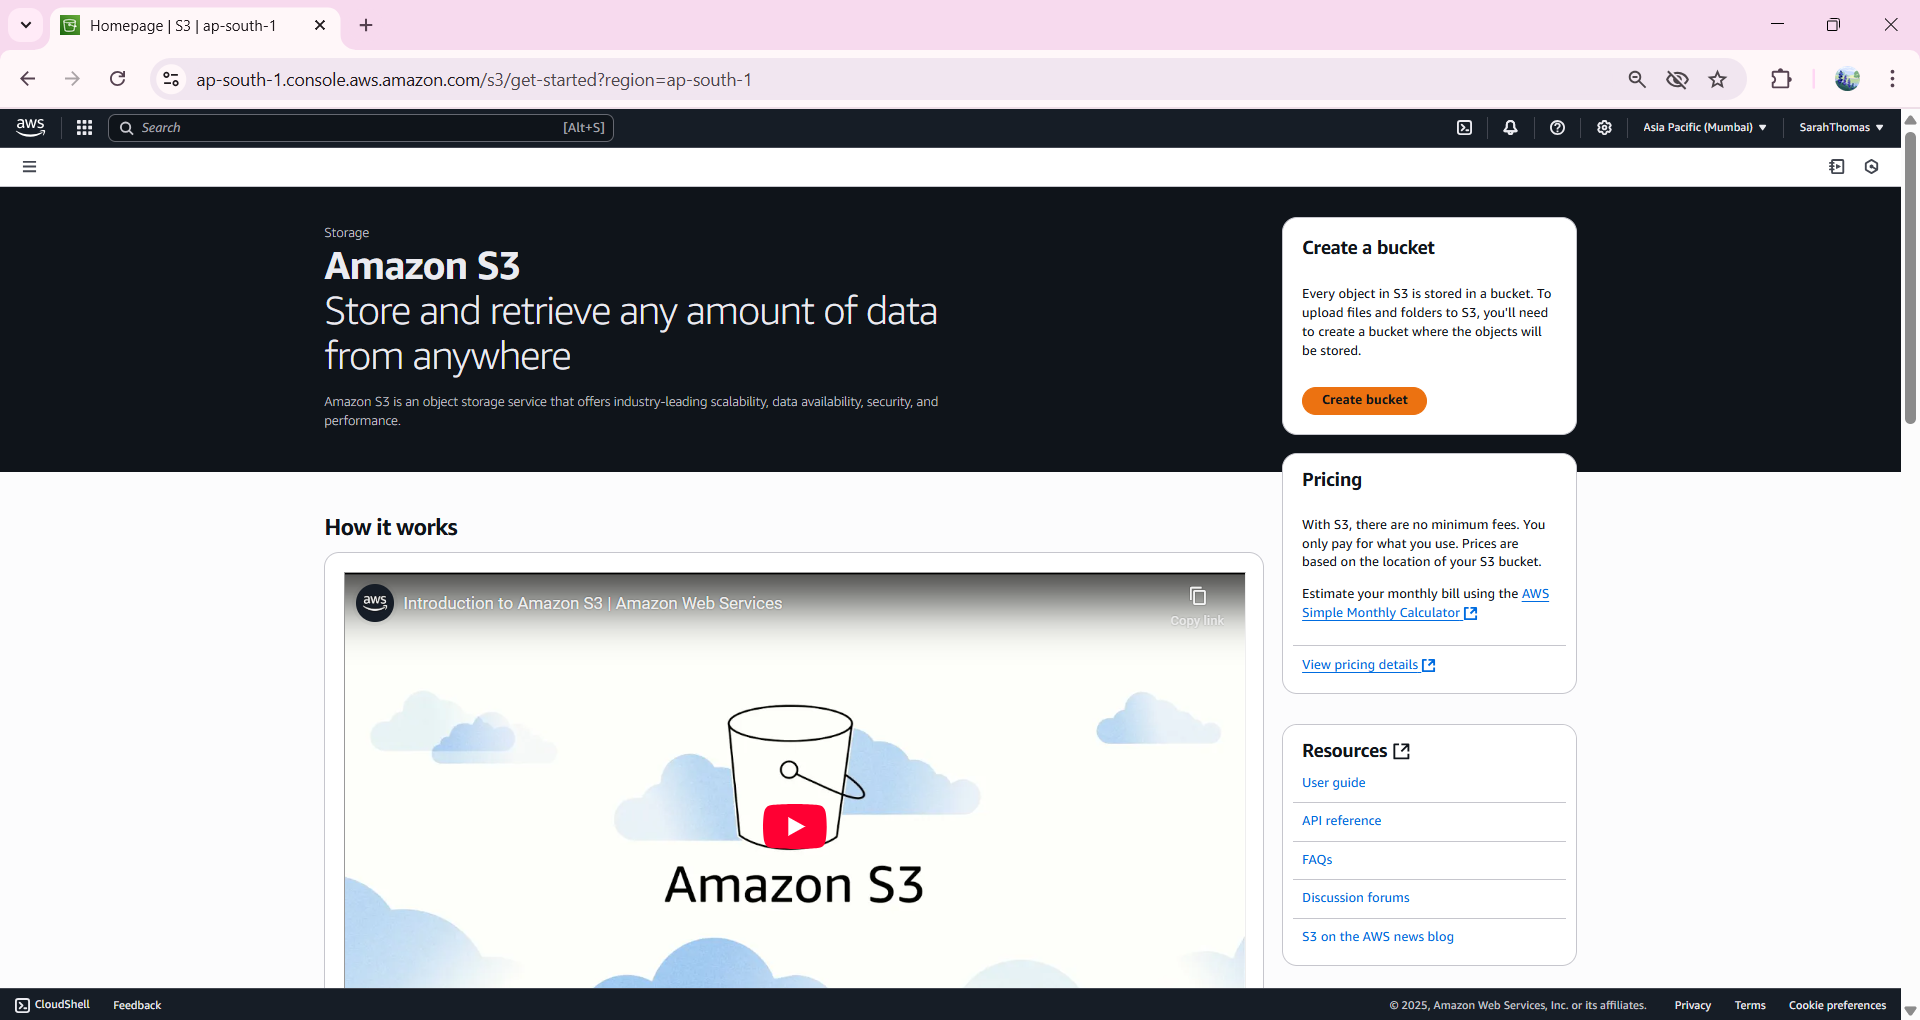 Homepage | S3 | ap-south-1
ap-south-1.console.aws.amazon.com/s3/get-started?region=ap-south-1
aws
Search
[Alt+S]
Asia Pacific (Mumbai)
SarahThomas
Storage
Amazon S3
Store and retrieve any amount of data
from anywhere
Amazon S3 is an object storage service that offers industry-leading scalability, data availability, security, and
performance.
Create a bucket
Every object in S3 is stored in a bucket. To
upload files and folders to S3, you'll need
to create a bucket where the objects will
be stored.
Create bucket
Pricing
With S3, there are no minimum fees. You
only pay for what you use. Prices are
based on the location of your S3 bucket.
Estimate your monthly bill using the AWS
Simple Monthly Calculator
View pricing details
How it works
aws
Introduction to Amazon S3 | Amazon Web Services
Copy link
Amazon S3
Resources
User guide
API reference
FAQs
Discussion forums
S3 on the AWS news blog
CloudShell
Feedback
© 2025, Amazon Web Services, Inc. or its affiliates.
Privacy
Terms
Cookie preferences